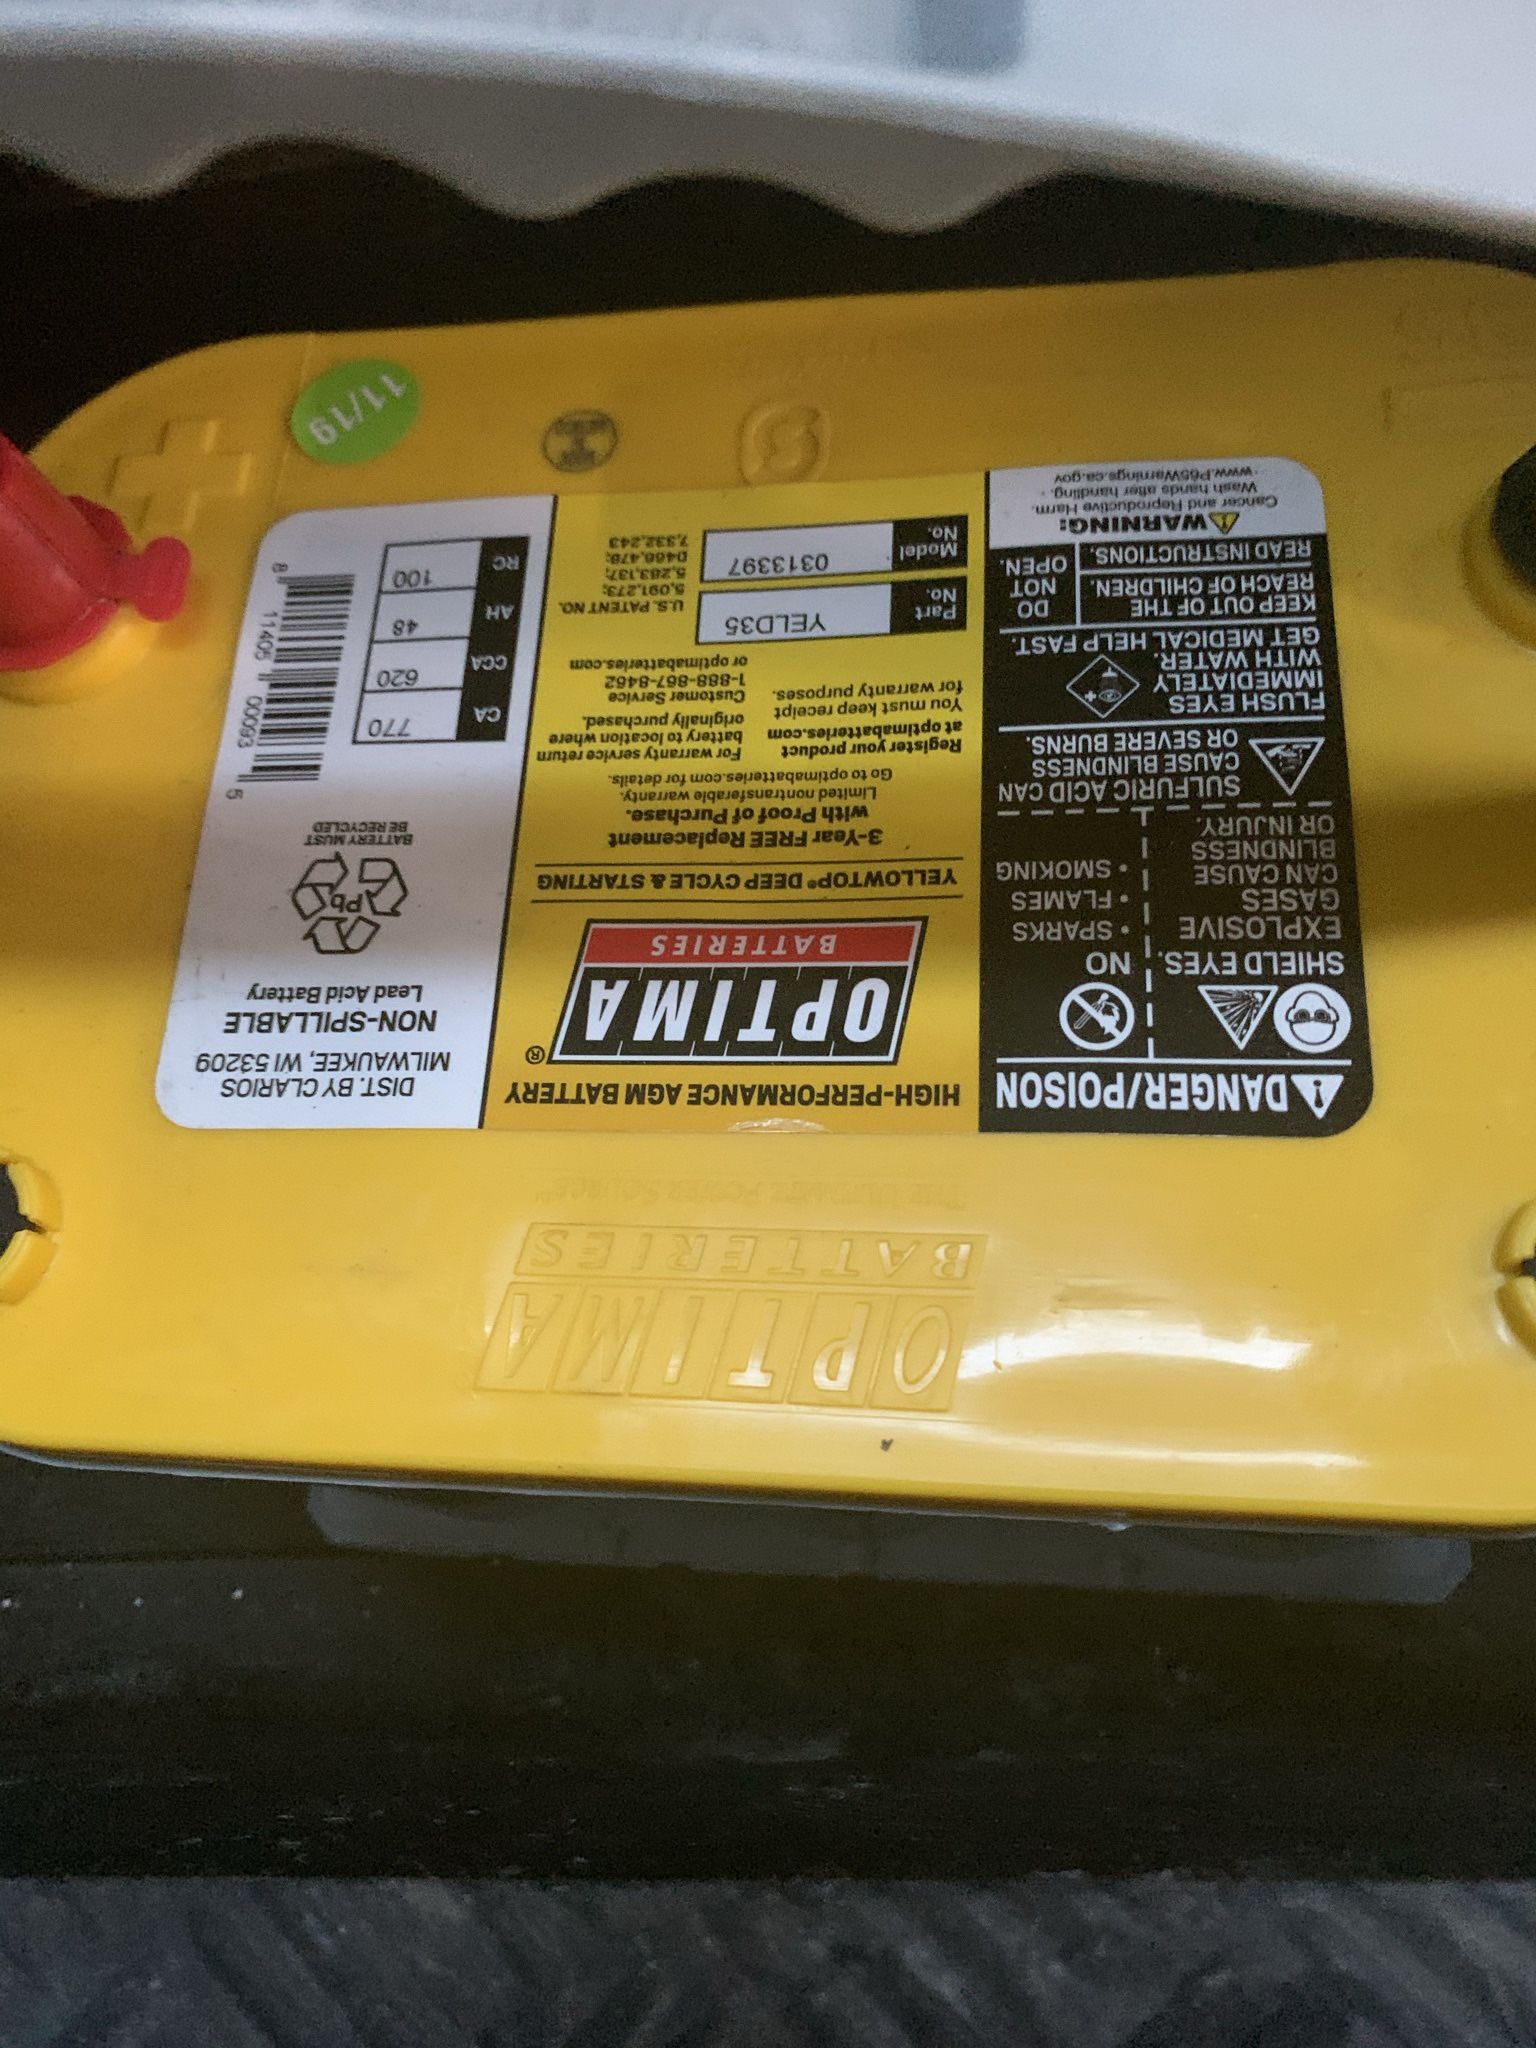 OPTIMA
BATTERIES
THE ULTIMATE POWER SOURCE
DANGER/POISON
SHIELD EYES.
EXPLOSIVE
GASES
CAN CAUSE
BLINDNESS
OR INJURY.
NO
• SPARKS
• FLAMES
• SMOKING
SULFURIC ACID CAN
CAUSE BLINDNESS
OR SEVERE BURNS.
FLUSH EYES
IMMEDIATELY
WITH WATER.
GET MEDICAL HELP FAST.
KEEP OUT OF THE
REACH OF CHILDREN.
READ INSTRUCTIONS.
DO
NOT
OPEN.
WARNING:
Cancer and Reproductive Harm.
Wash hands after handling.
www.P65Warnings.ca.gov
HIGH-PERFORMANCE AGM BATTERY
OPTIMA®
BATTERIES
YELLOWTOP® DEEP CYCLE & STARTING
3-Year FREE Replacement
with Proof of Purchase.
Limited nontransferable warranty.
Go to optimabatteries.com for details.
Register your product
at optimabatteries.com
You must keep receipt
for warranty purposes.
For warranty service return
battery to location where
originally purchased.
Customer Service
1-888-867-8462
or optimabatteries.com
Part
No.
YELD35
Model
No.
0313397
U.S. PATENT NO.
5,091,273;
5,283,137;
D466,478;
7,332,243
DIST. BY CLARIOS
MILWAUKEE, WI 53209
NON-SPILLABLE
Lead Acid Battery
Pb
BATTERY MUST
BE RECYCLED
CA 770
CCA 620
AH 48
RC 100
8 11405 00093 5
11/19